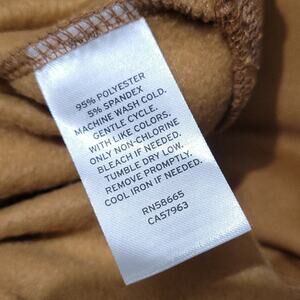 95% POLYESTER
5% SPANDEX
MACHINE WASH COLD.
GENTLE CYCLE.
WITH LIKE COLORS.
ONLY NON-CHLORINE
BLEACH IF NEEDED.
TUMBLE DRY LOW.
REMOVE PROMPTLY.
COOL IRON IF NEEDED.
RN58665
CA57963